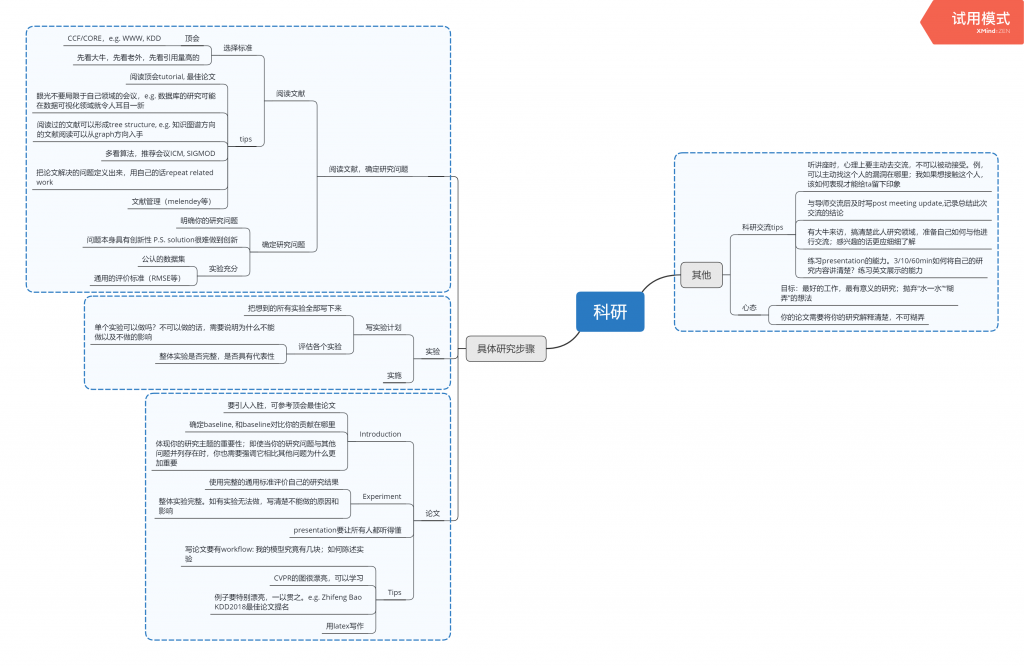 试用模式
XMind:ZEN
科研
具体研究步骤
阅读文献，确定研究问题
阅读文献
选择标准
顶会
CCF/CORE，e.g. WWW, KDD
先看大牛，先看老外，先看引用量高的
tips
阅读顶会tutorial, 最佳论文
眼光不要局限于自己领域的会议，e.g. 数据库的研究可能
在数据可视化领域就令人耳目一新
阅读过的文献可以形成tree structure, e.g. 知识图谱方向
的文献阅读可以从graph方向入手
多看算法，推荐会议ICM, SIGMOD
把论文解决的问题定义出来，用自己的话repeat related
work
文献管理（melendey等）
确定研究问题
明确你的研究问题
问题本身具有创新性 P.S. solution很难做到创新
实验充分
公认的数据集
通用的评价标准（RMSE等）
实验
写实验计划
把想到的所有实验全部写下来
评估各个实验
单个实验可以做吗？不可以做的话，需要说明为什么不能
做以及不做的影响
整体实验是否完整，是否具有代表性
实施
论文
Introduction
要引人入胜，可参考顶会最佳论文
确定baseline, 和baseline对比你的贡献在哪里
体现你的研究主题的重要性；即使当你的研究问题与其他
问题并列存在时，你也需要强调它相比其他问题为什么更
加重要
Experiment
使用完整的通用标准评价自己的研究结果
整体实验完整。如有实验无法做，写清楚不能做的原因和
影响
presentation要让所有人都听得懂
Tips
写论文要有workflow: 我的模型究竟有几块；如何陈述实
验
CVPR的图很漂亮，可以学习
例子要特别漂亮，一以贯之。e.g. Zhifeng Bao
KDD2018最佳论文提名
用latex写作
其他
科研交流tips
听讲座时，心理上要主动去交流，不可以被动接受。例，
可以主动找这个人的漏洞在哪里；我如果想接触这个人，
该如何表现才能给ta留下印象
与导师交流后及时写post meeting update,记录总结此次
交流的结论
有大牛来访，搞清楚此人研究领域，准备自己如何与他进
行交流；感兴趣的话更应细细了解
练习presentation的能力。3/10/60min如何将自己的研
究内容讲清楚？练习英文展示的能力
心态
目标：最好的工作，最有意义的研究；抛弃“水一水”“糊
弄”的想法
你的论文需要将你的研究解释清楚，不可糊弄